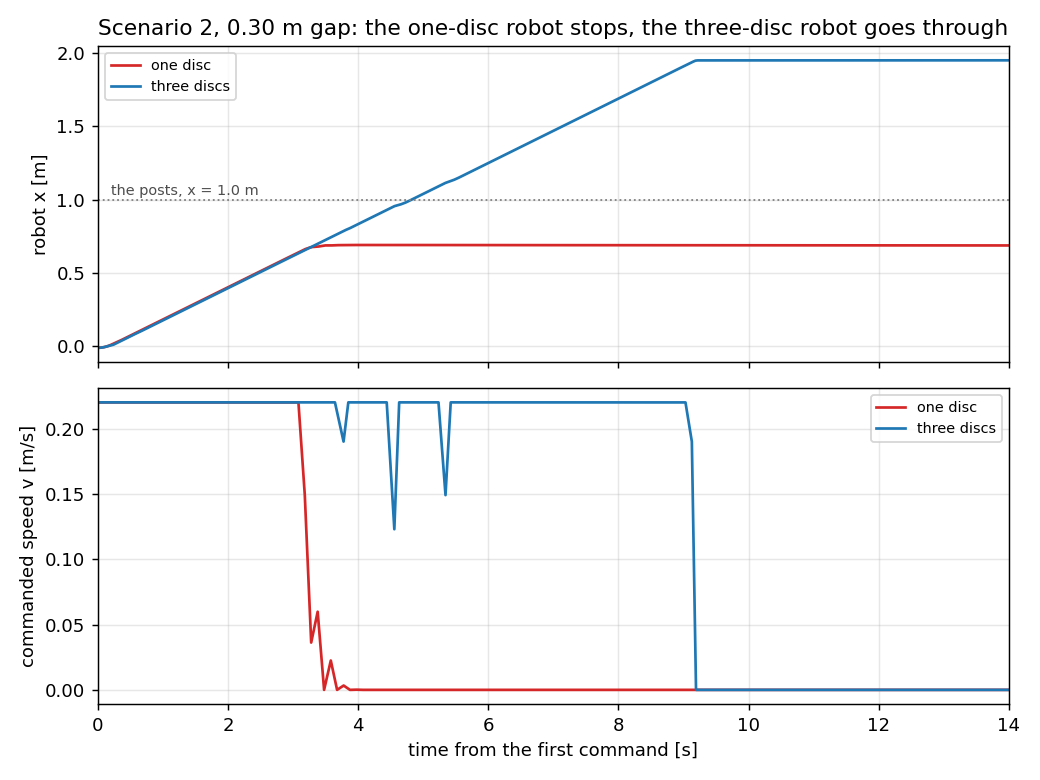 Scenario 2, 0.30 m gap: the one-disc robot stops, the three-disc robot goes through
robot x [m]
2.0
1.5
1.0
0.5
0.0
one disc
three discs
the posts, x = 1.0 m
commanded speed v [m/s]
0.20
0.15
0.10
0.05
0.00
one disc
three discs
0 2 4 6 8 10 12 14
time from the first command [s]